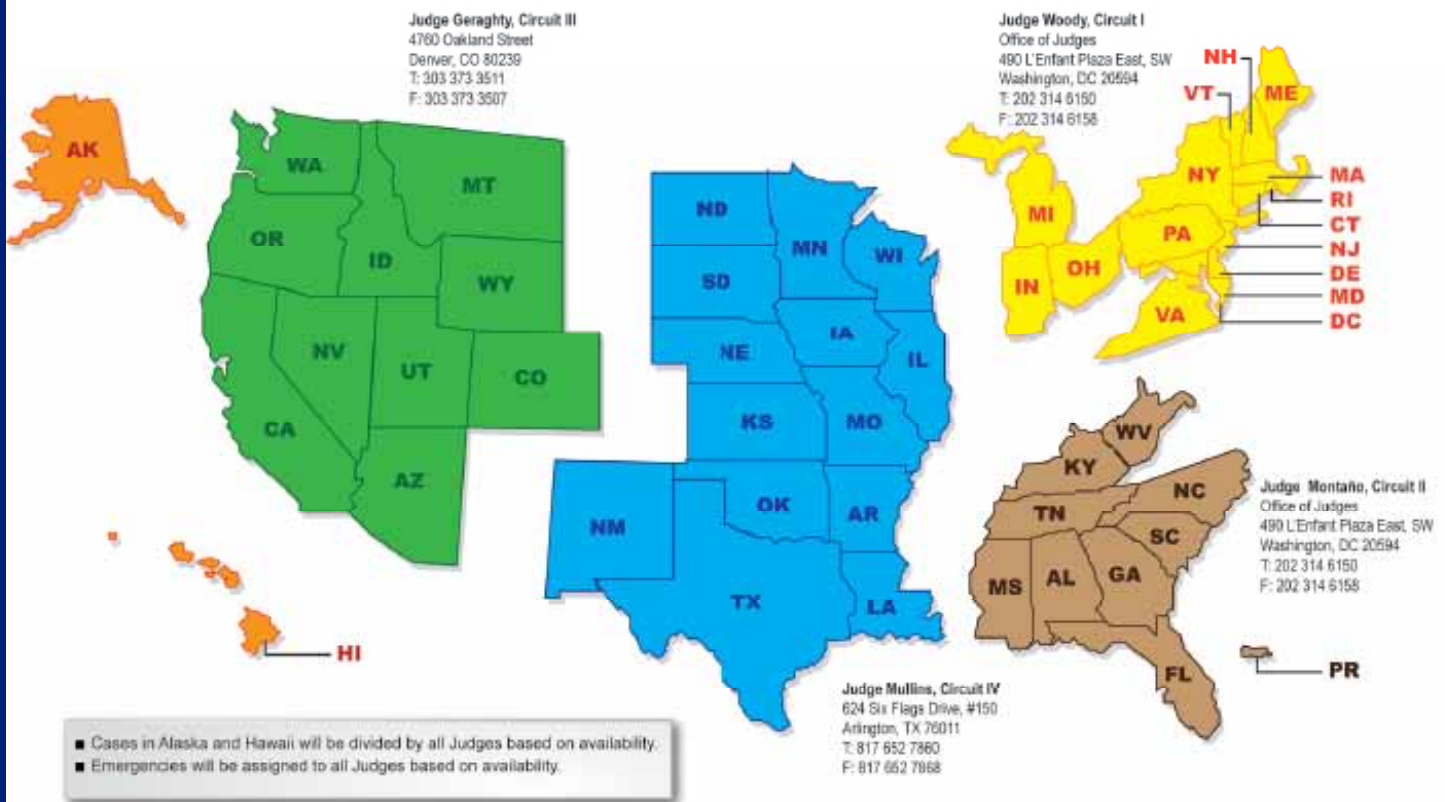 Judge Geraghty, Circuit III
4760 Oakland Street
Denver, CO 80239
T: 303 373 3511
F: 303 373 3507
Judge Woody, Circuit I
Office of Judges
490 L'Enfant Plaza East, SW
Washington, DC 20594
T: 202 314 6150
F: 202 314 6158
AK
WA
OR
ID
MT
WY
NV
UT
CO
CA
AZ
HI
ND
MN
WI
SD
IA
NE
IL
KS
MO
NM
OK
AR
TX
LA
NH
VT
ME
NY
MA
RI
CT
MI
PA
NJ
DE
MD
DC
IN
OH
VA
WV
KY
NC
TN
SC
MS
AL
GA
FL
PR
Judge Montaño, Circuit II
Office of Judges
490 L'Enfant Plaza East, SW
Washington, DC 20594
T: 202 314 6150
F: 202 314 6158
Judge Mullins, Circuit IV
624 Six Flags Drive, #150
Arlington, TX 76011
T: 817 652 7860
F: 817 652 7868
■ Cases in Alaska and Hawaii will be divided by all Judges based on availability.
■ Emergencies will be assigned to all Judges based on availability.